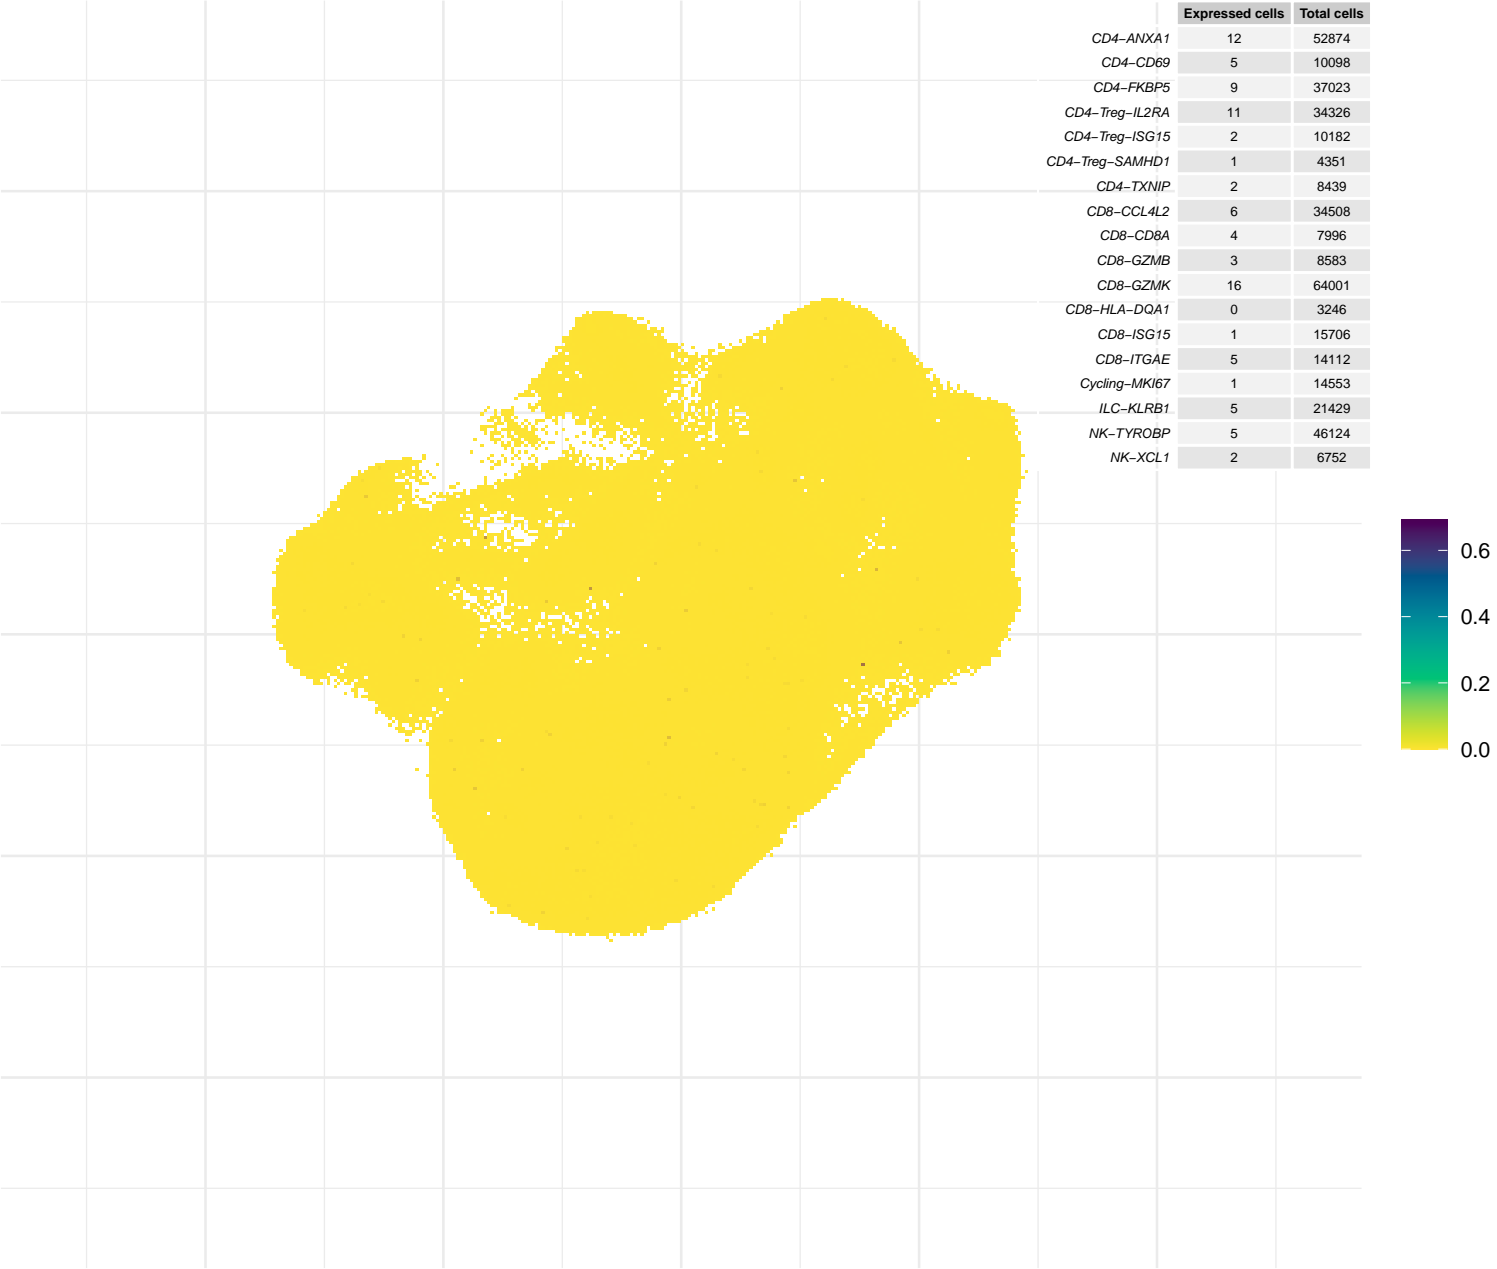 Expressed cells Total cells
CD4−ANXA1 12 52874
CD4−CD69 5 10098
CD4−FKBP5 9 37023
CD4−Treg−IL2RA 11 34326
CD4−Treg−ISG15 2 10182
CD4−Treg−SAMHD1 1 4351
CD4−TXNIP 2 8439
CD8−CCL4L2 6 34508
CD8−CD8A 4 7996
CD8−GZMB 3 8583
CD8−GZMK 16 64001
CD8−HLA−DQA1 0 3246
CD8−ISG15 1 15706
CD8−ITGAE 5 14112
Cycling−MKI67 1 14553
ILC−KLRB1 5 21429
NK−TYROBP 5 46124
NK−XCL1 2 6752
0.6
0.4
0.2
0.0